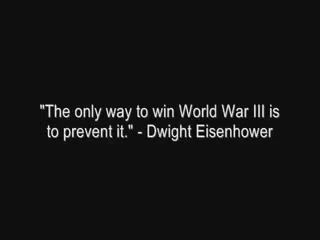 "The only way to win World War III is
to prevent it." - Dwight Eisenhower